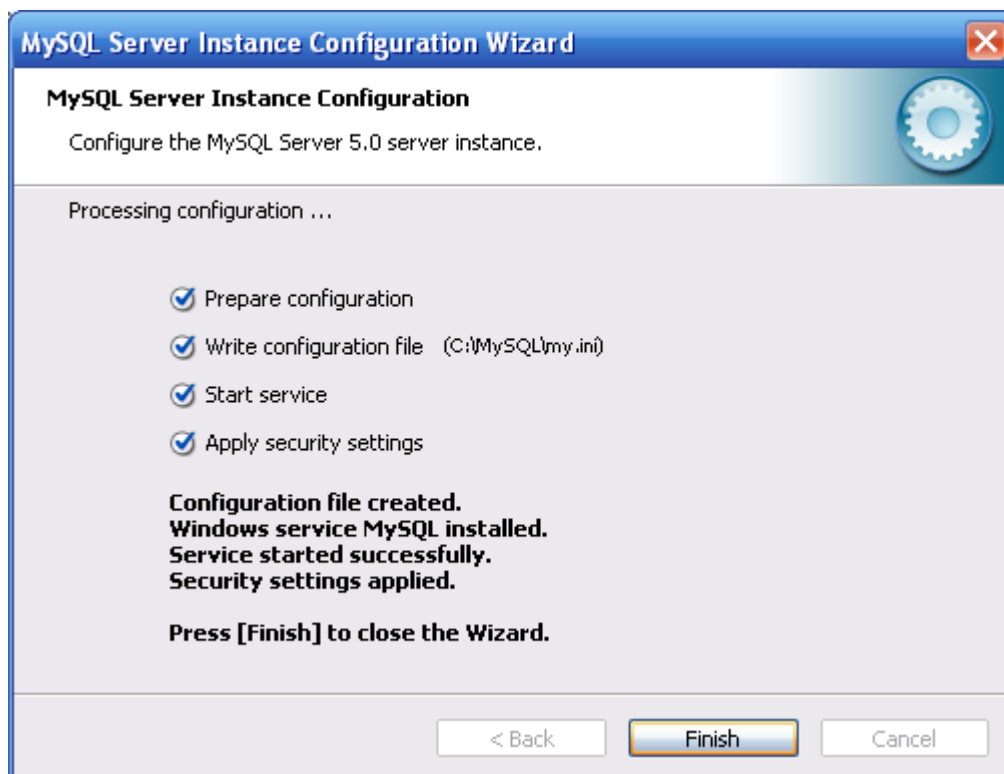 MySQL Server Instance Configuration Wizard
MySQL Server Instance Configuration
Configure the MySQL Server 5.0 server instance.
Processing configuration ...
Prepare configuration
Write configuration file (C:\MySQL\my.ini)
Start service
Apply security settings
Configuration file created.
Windows service MySQL installed.
Service started successfully.
Security settings applied.
Press [Finish] to close the Wizard.
< Back Finish Cancel